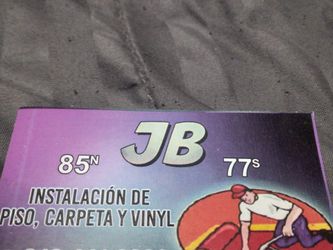 JB
85N 77S
INSTALACIÓN DE
PISO, CARPETA Y VINYL